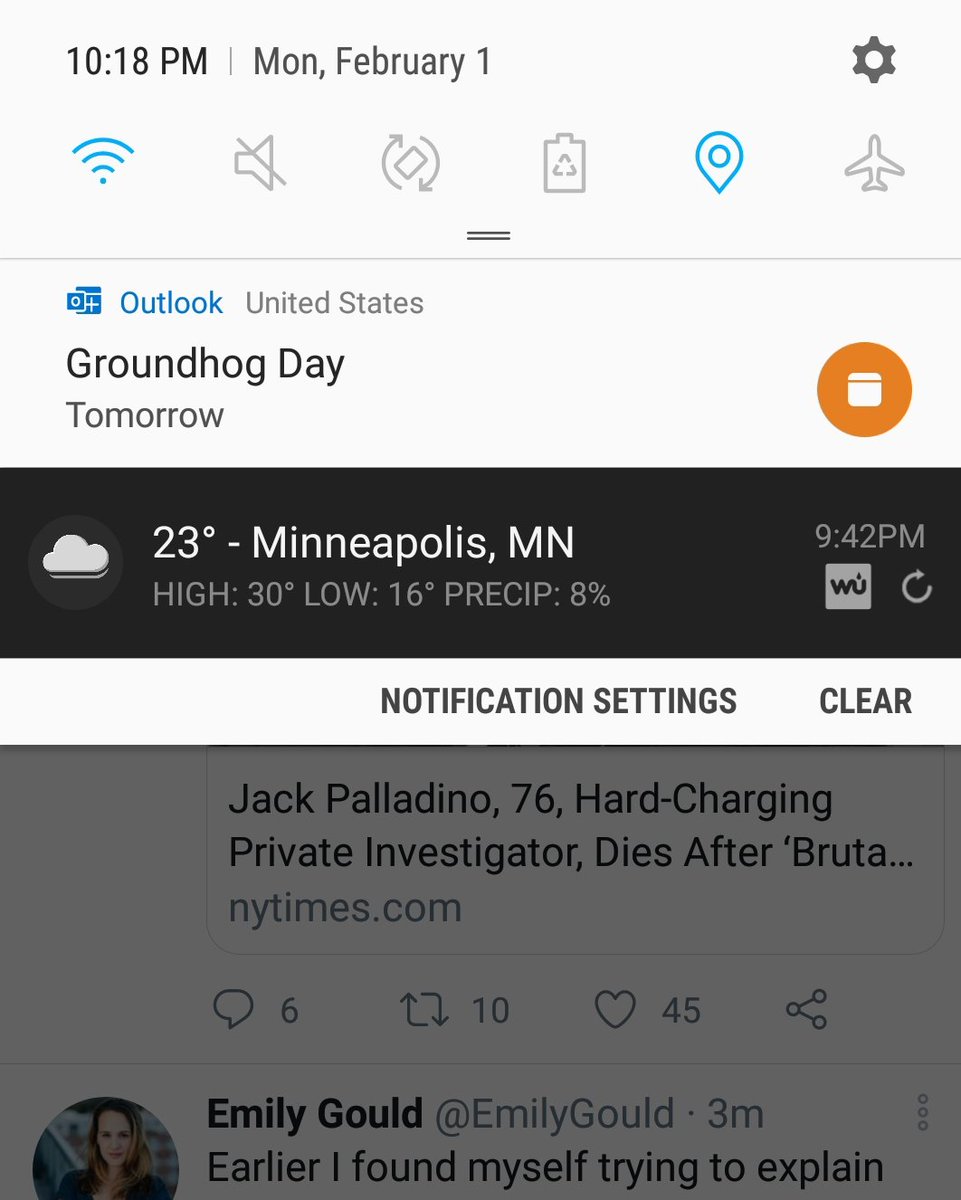 10:18 PM | Mon, February 1
Outlook United States
Groundhog Day
Tomorrow
23° - Minneapolis, MN
9:42PM
HIGH: 30° LOW: 16° PRECIP: 8%
wu
NOTIFICATION SETTINGS CLEAR
Jack Palladino, 76, Hard-Charging
Private Investigator, Dies After ‘Bruta...
nytimes.com
6 10 45
Emily Gould @EmilyGould · 3m
Earlier I found myself trying to explain